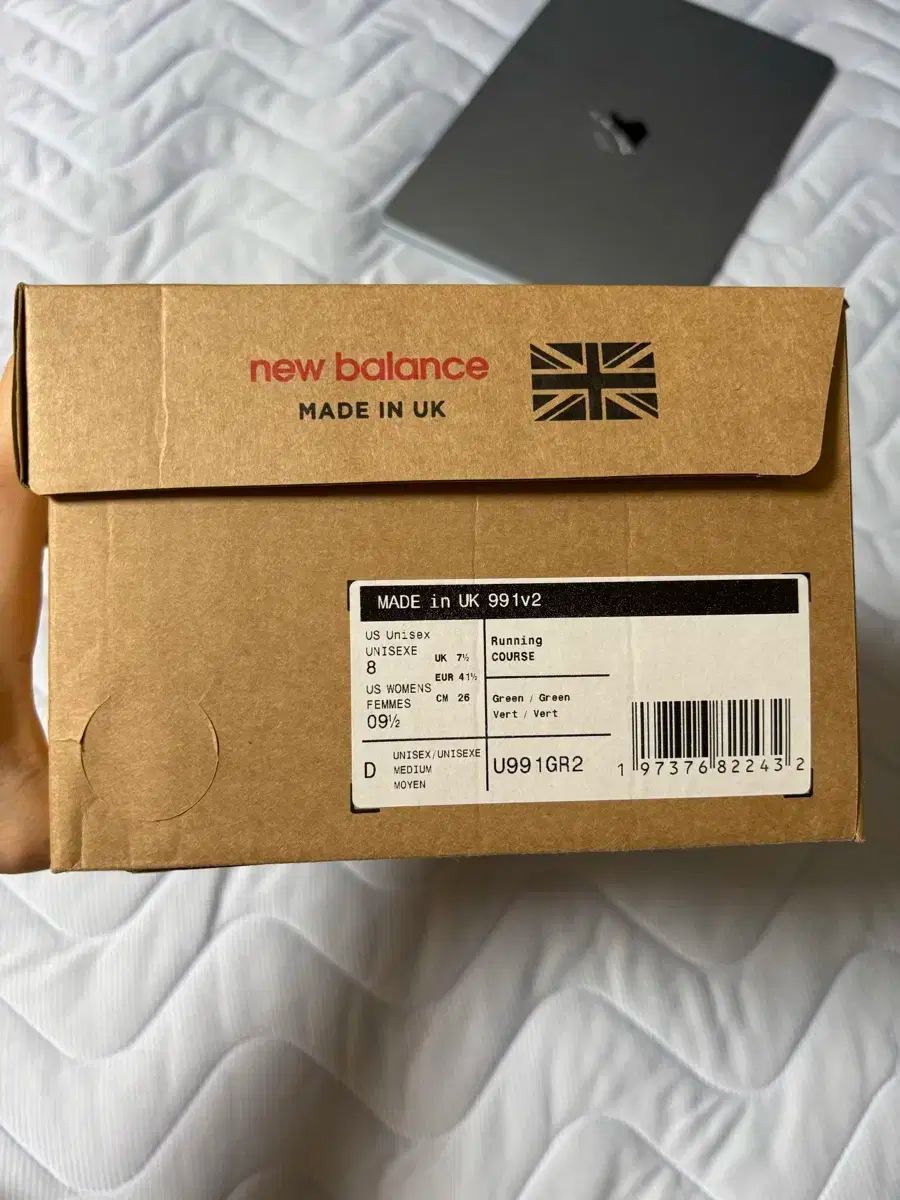 new balance
MADE IN UK
MADE in UK 991v2
US Unisex
UNISEXE
8
US WOMENS
FEMMES
09½
UK 7½
EUR 41½
CM 26
Running
COURSE
Green / Green
Vert / Vert
D
UNISEX/UNISEXE
MEDIUM
MOYEN
U991GR2
1 97376 82243 2